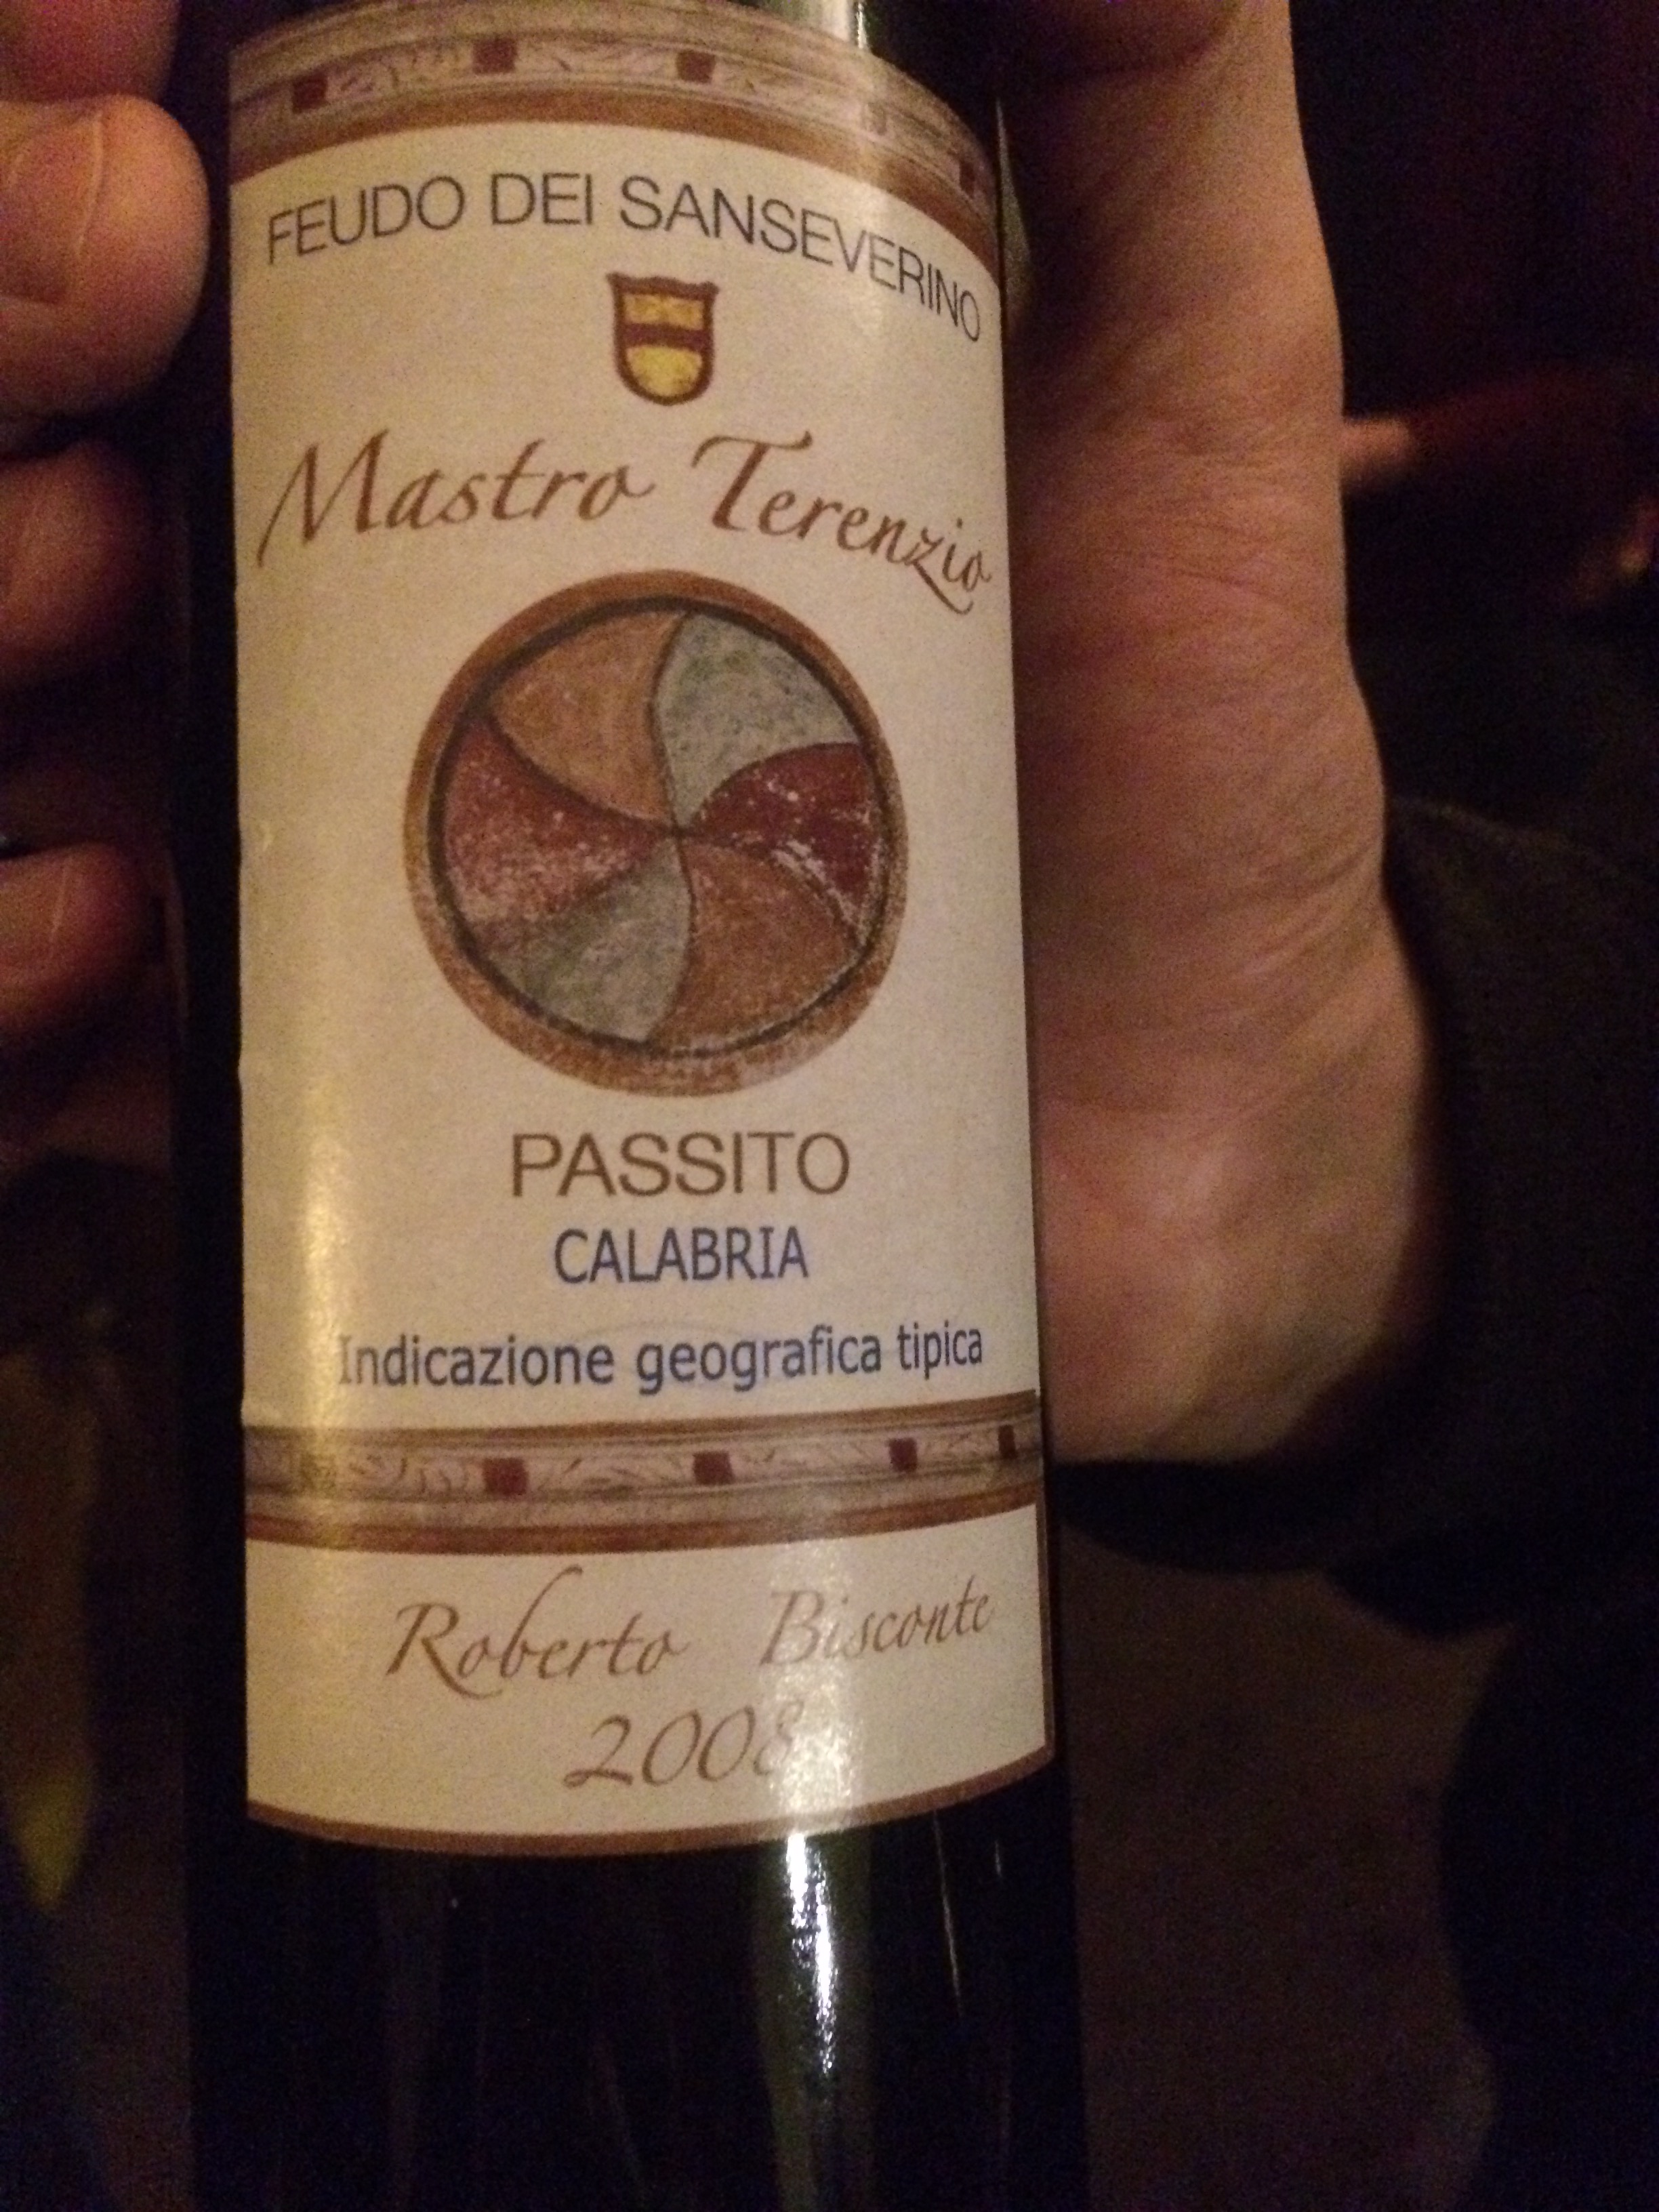 FEUDO DEI SANSEVERINO
Mastro Terenzio
PASSITO
CALABRIA
Indicazione geografica tipica
Roberto Bisconte
2008